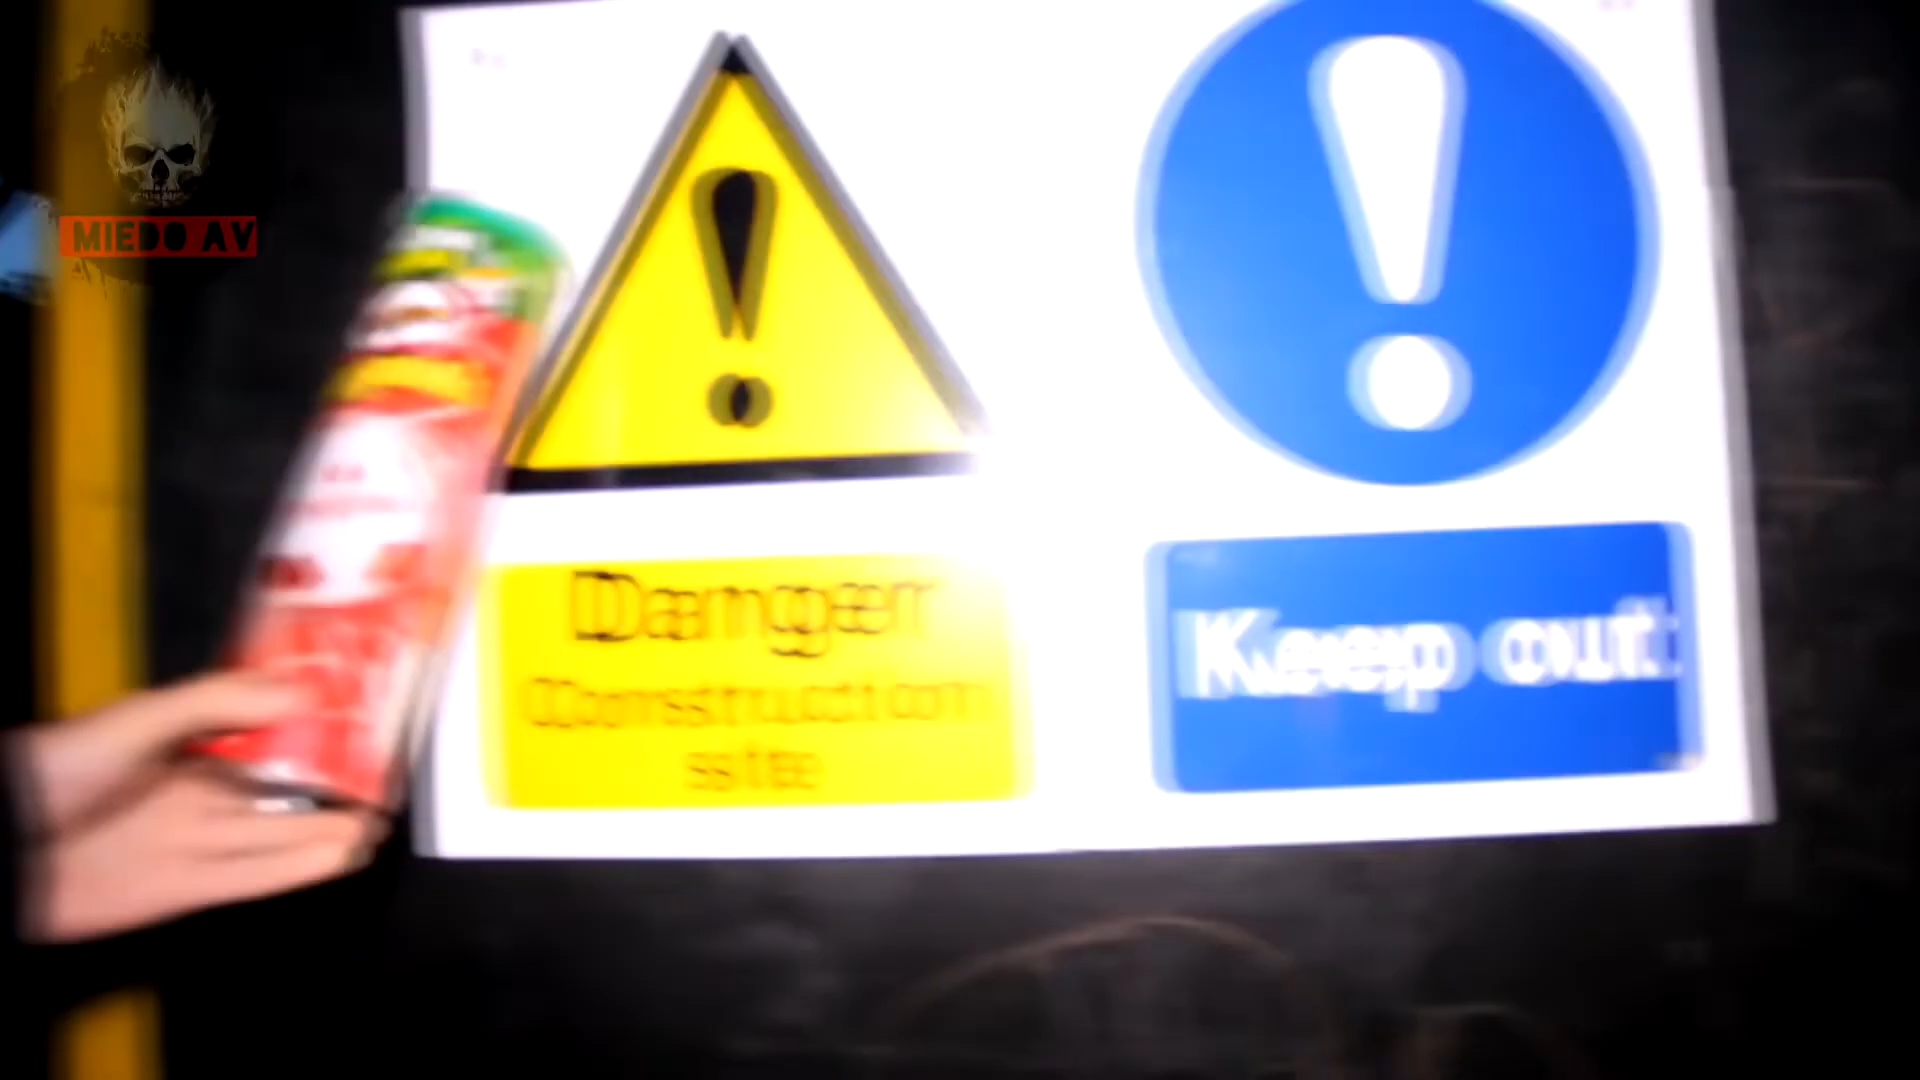 MIEDO AV
Danger
Construction
site
Keep out